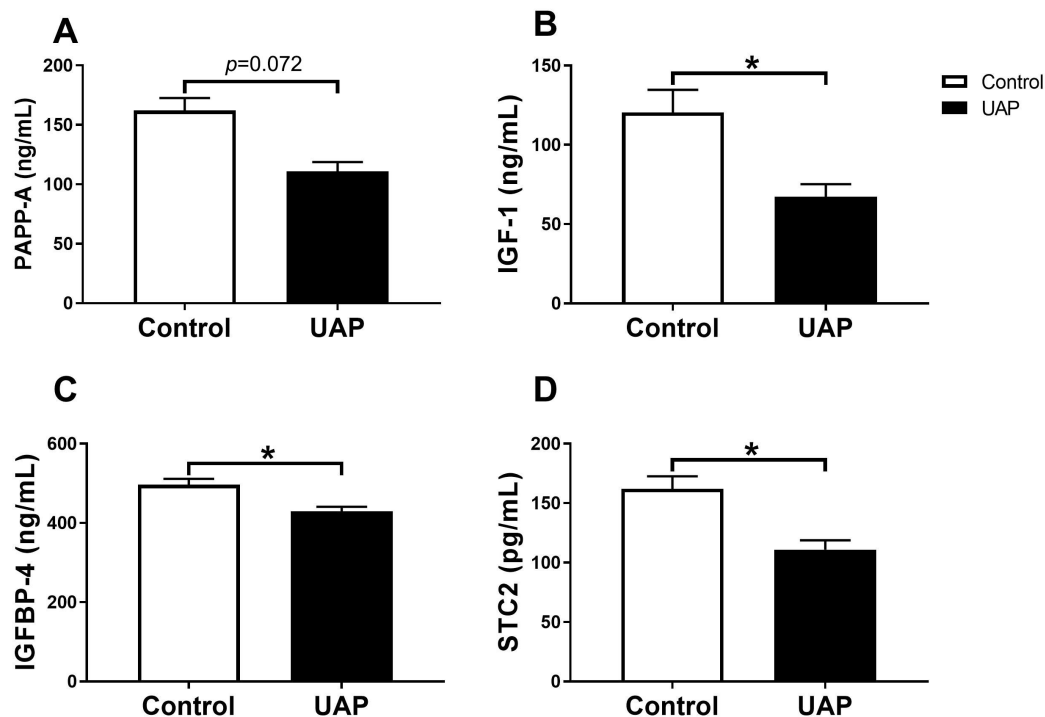 A
PAPP-A (ng/mL)
200
150
100
50
0
p=0.072
Control
UAP
B
IGF-1 (ng/mL)
150
100
50
0
*
Control
UAP
Control
UAP
C
IGFBP-4 (ng/mL)
600
400
200
0
*
Control
UAP
D
STC2 (pg/mL)
200
150
100
50
0
*
Control
UAP